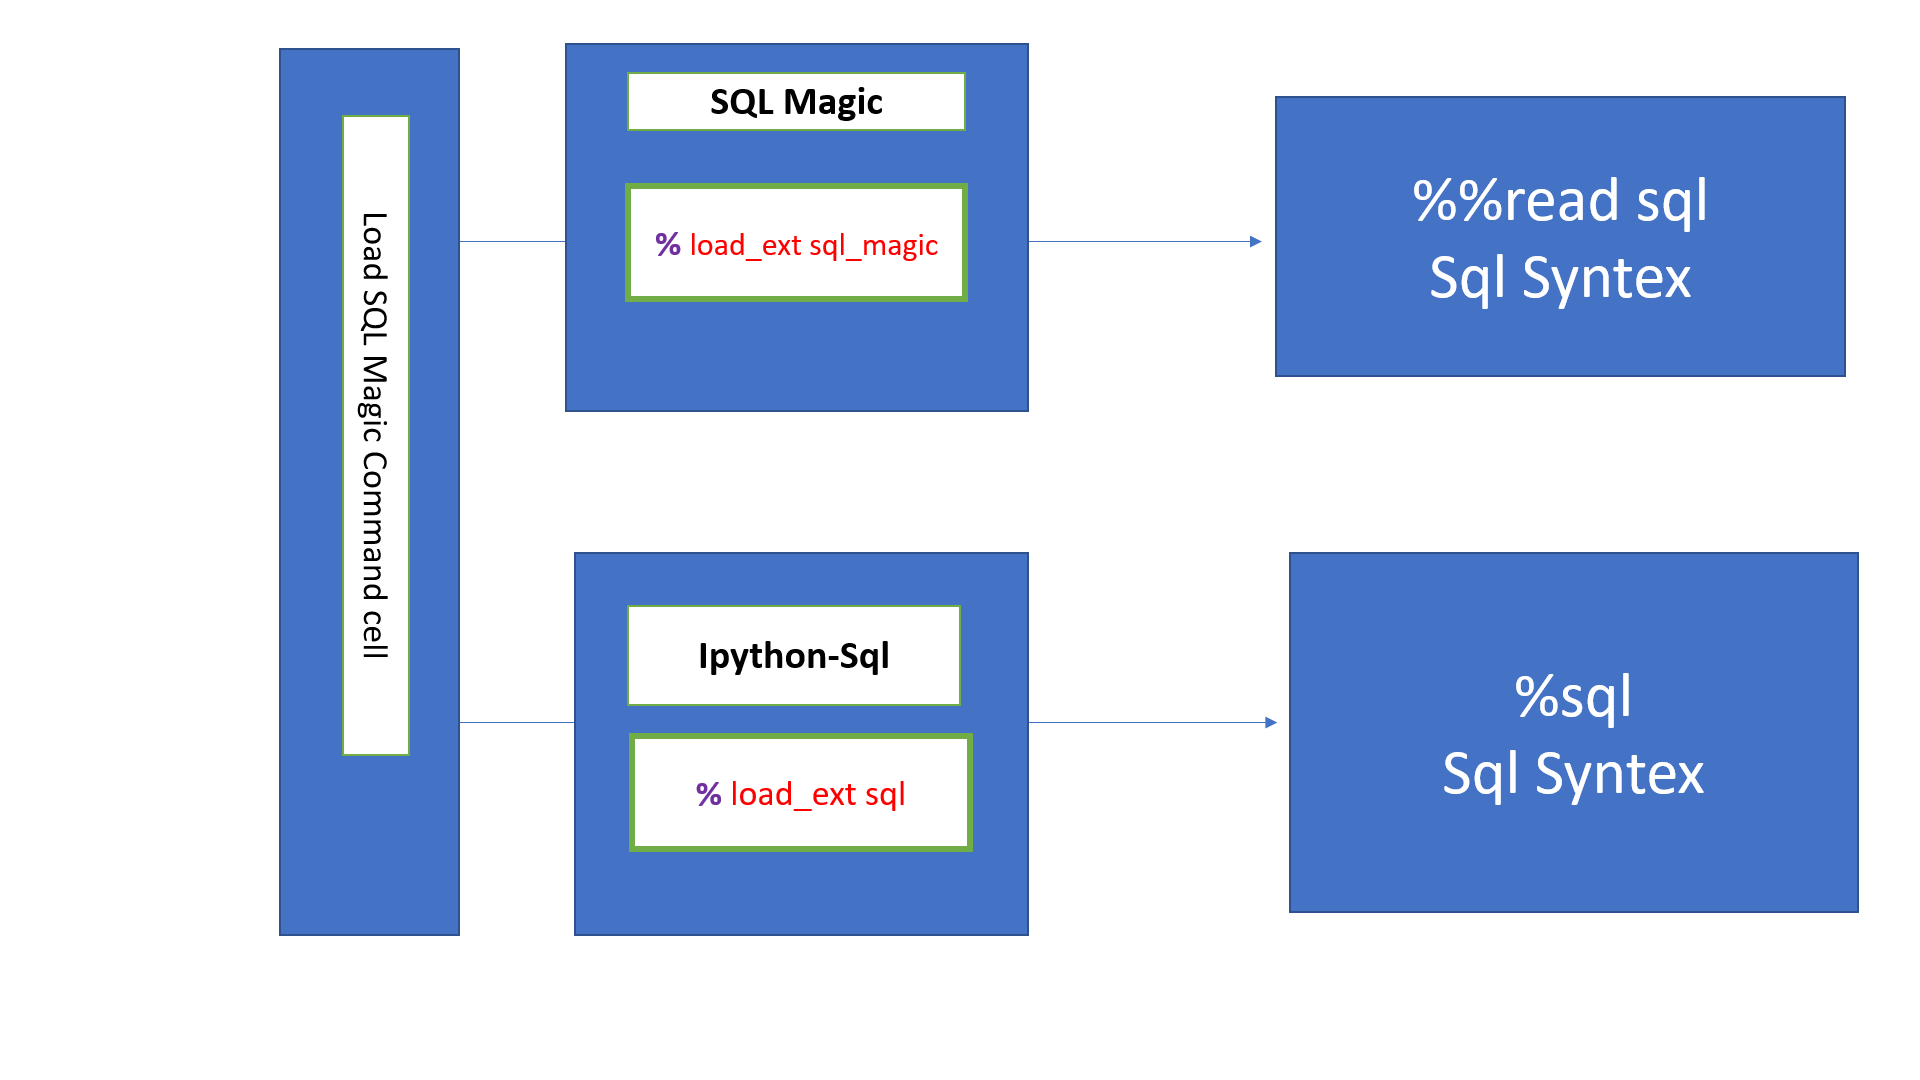 Load SQL Magic Command cell
SQL Magic
% load_ext sql_magic
%%read sql
Sql Syntex
Ipython-Sql
% load_ext sql
%sql
Sql Syntex